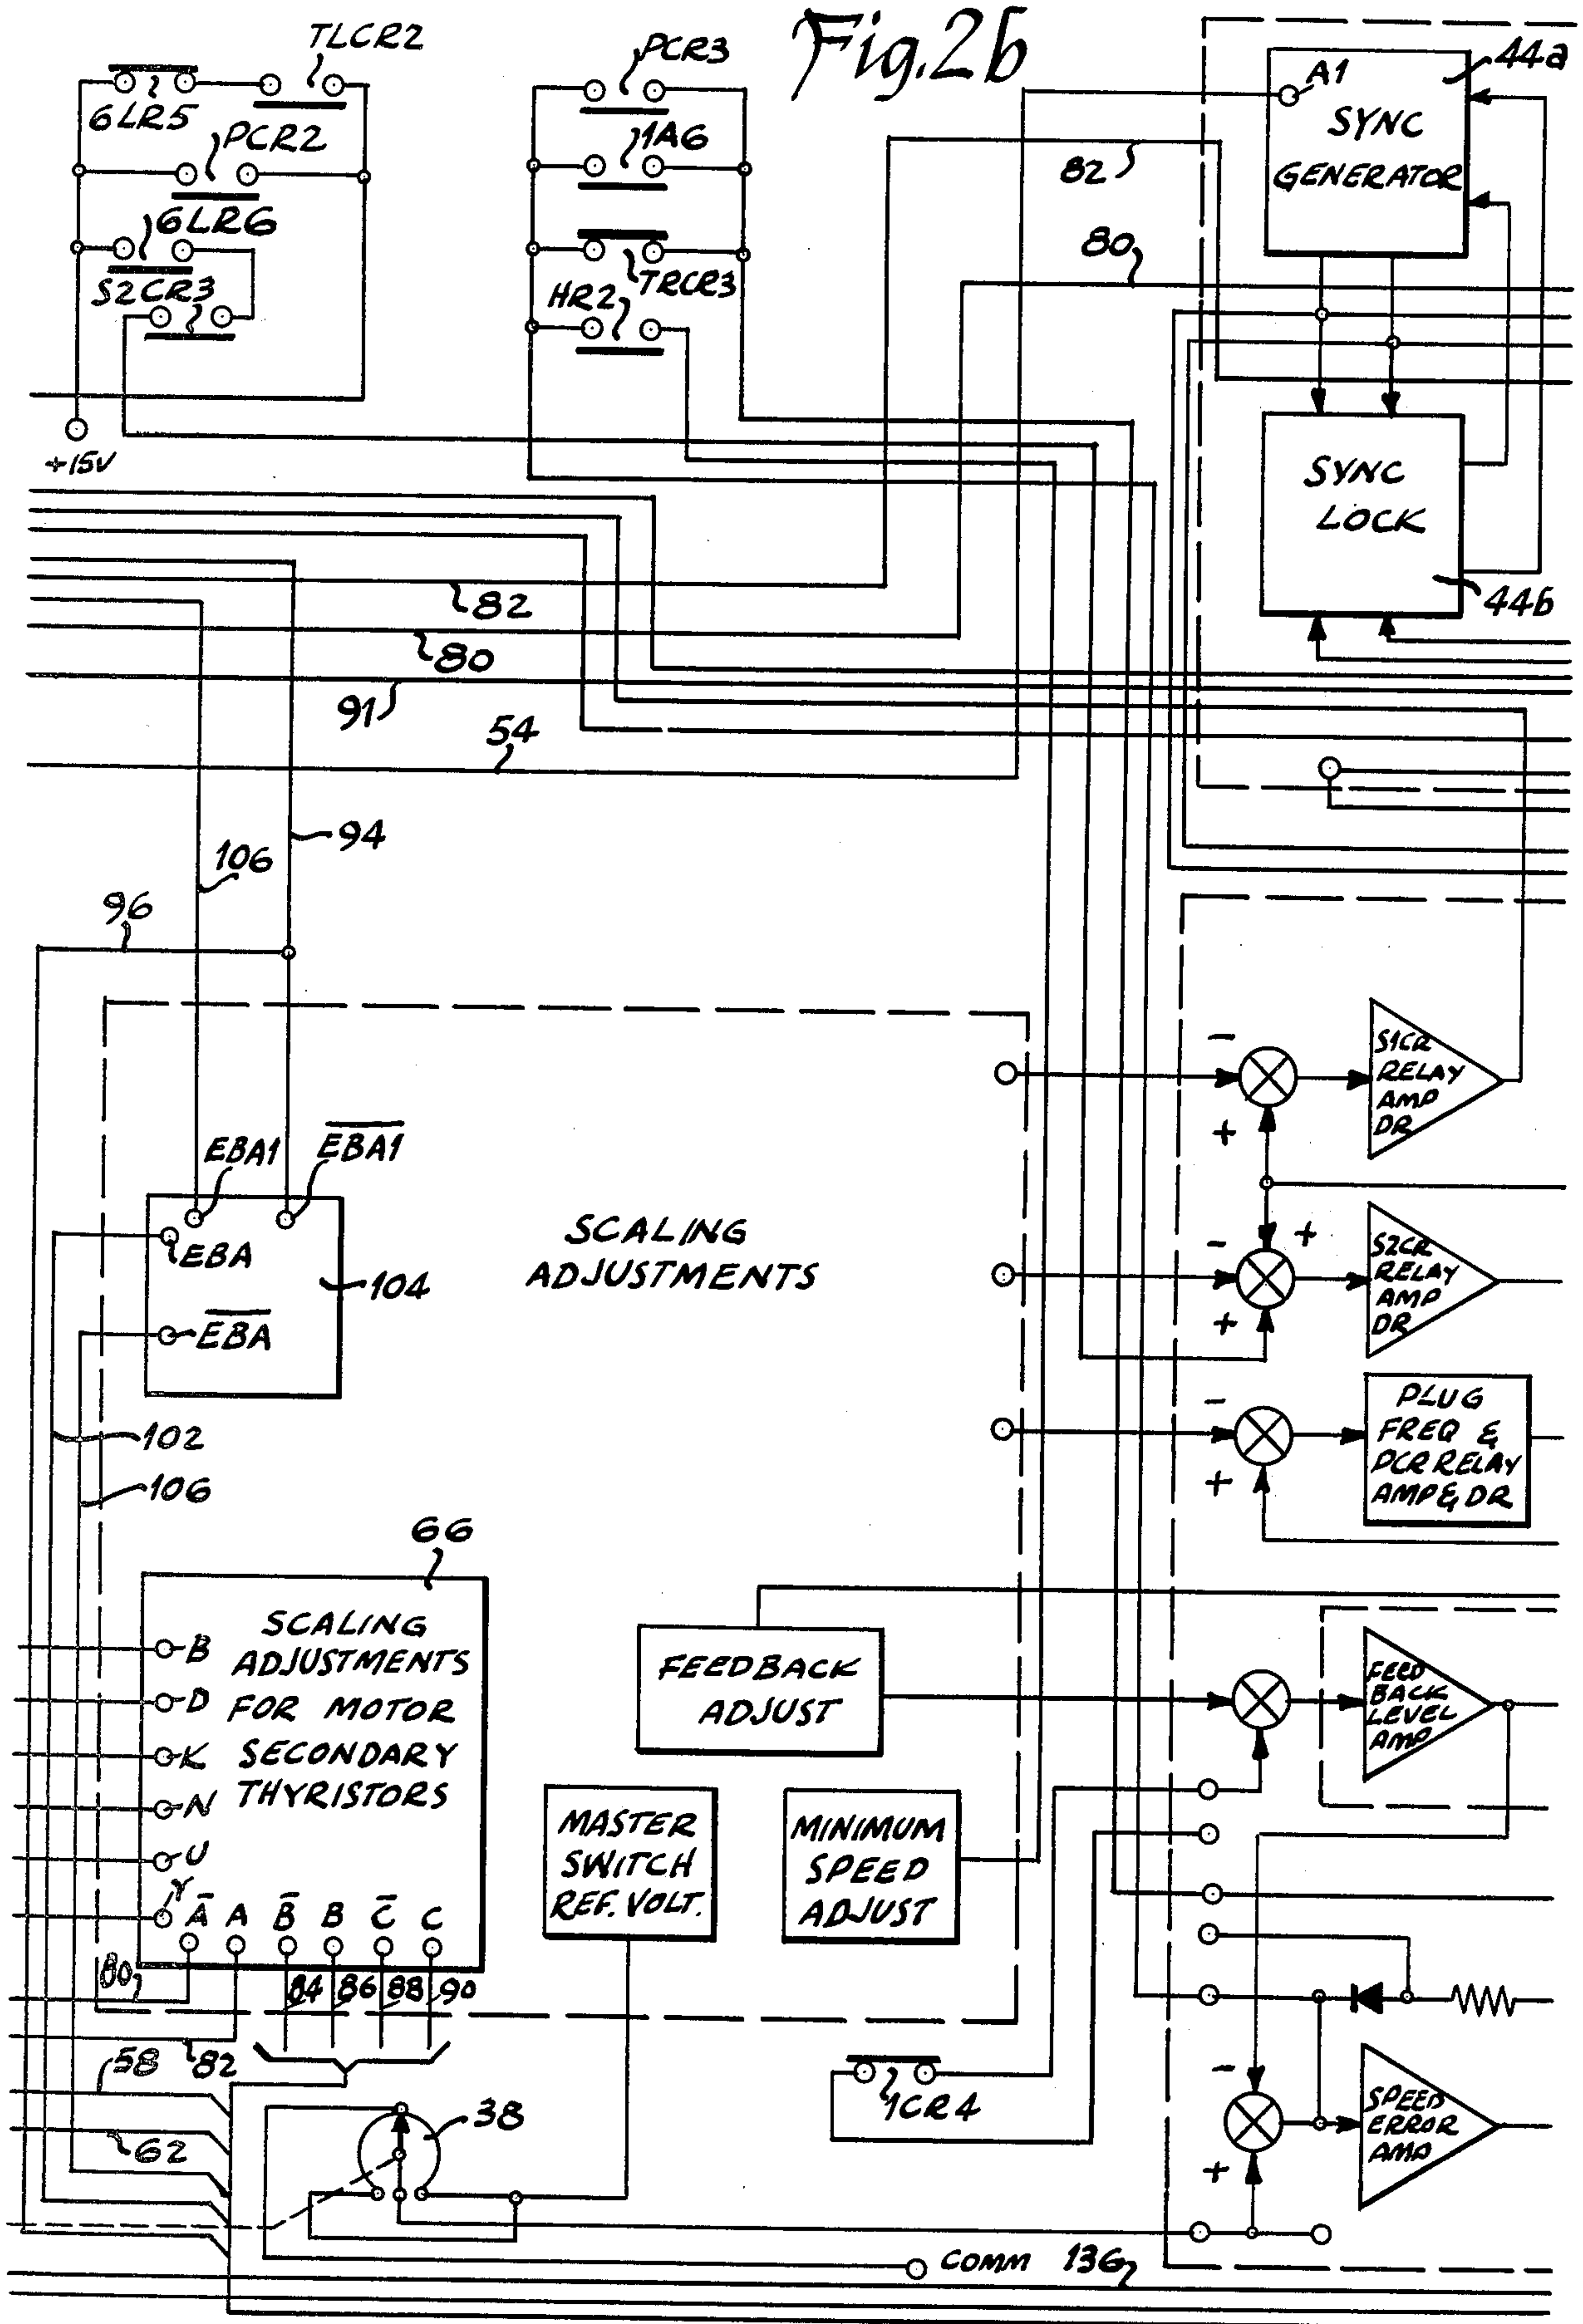 Fig.2b
TLCR2
6LR5
PCR2
6LR6
S2CR3
+15V
PCR3
1A6
TRCR3
HR2
A1
44a
SYNC
GENERATOR
82
80
SYNC
LOCK
44b
82
80
91
54
94
106
96
EBA1
EBA1
EBA
EBA
104
SCALING
ADJUSTMENTS
102
106
-
+
S1CR
RELAY
AMP
DR
-
+
+
S2CR
RELAY
AMP
DR
-
+
PLUG
FREQ &
PCR RELAY
AMP & DR
66
SCALING
ADJUSTMENTS
FOR MOTOR
SECONDARY
THYRISTORS
B
D
K
N
U
Y
A̅ A B̅ B C̅ C
80
84 86 88 90
82
58
62
FEEDBACK
ADJUST
MASTER
SWITCH
REF. VOLT.
MINIMUM
SPEED
ADJUST
FEED
BACK
LEVEL
AMP
38
1CR4
-
+
SPEED
ERROR
AMP
COMM 136